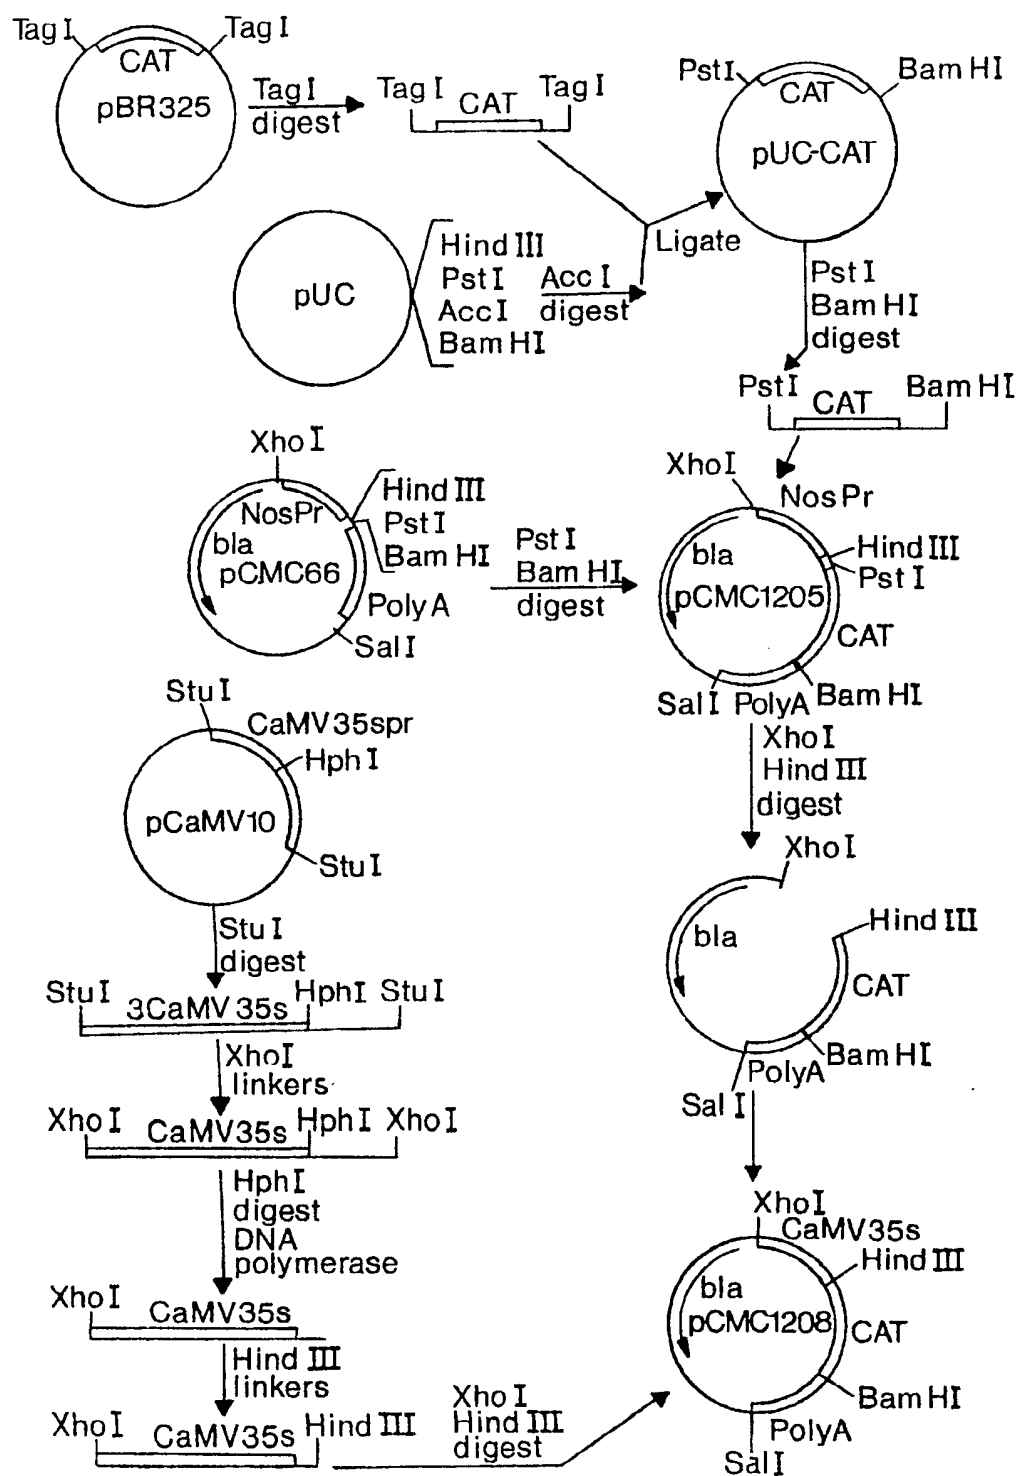 Tag I
Tag I
CAT
pBR325
Tag I
digest
Tag I
CAT
Tag I
Pst I
CAT
Bam HI
pUC-CAT
pUC
Hind III
Pst I
Acc I
Bam HI
Acc I
digest
Ligate
Pst I
Bam HI
digest
Pst I
CAT
Bam HI
Xho I
NosPr
bla
pCMC66
Hind III
Pst I
Bam HI
Poly A
Sal I
Pst I
Bam HI
digest
Xho I
NosPr
bla
pCMC1205
Hind III
Pst I
CAT
Bam HI
PolyA
Sal I
Xho I
Hind III
digest
Stu I
CaMV35spr
Hph I
pCaMV10
Stu I
Stu I
digest
Stu I
3CaMV 35s
Hph I
Stu I
Xho I
linkers
Xho I
CaMV35s
Hph I
Xho I
Hph I
digest
DNA
polymerase
Xho I
CaMV35s
Hind III
linkers
Xho I
CaMV35s
Hind III
Xho I
Hind III
digest
Xho I
bla
Hind III
CAT
Bam HI
PolyA
Sal I
Xho I
CaMV35s
Hind III
bla
pCMC1208
CAT
Bam HI
PolyA
Sal I